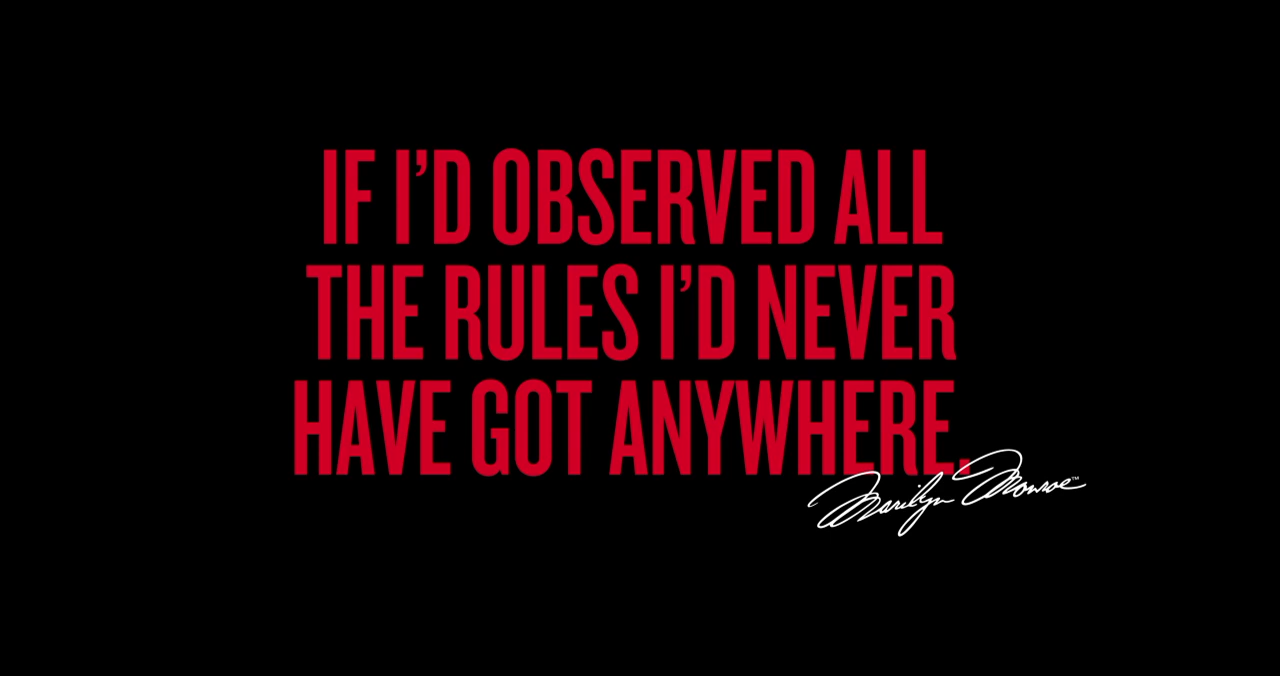 IF I’D OBSERVED ALL
THE RULES I’D NEVER
HAVE GOT ANYWHERE.
Marilyn Monroe™